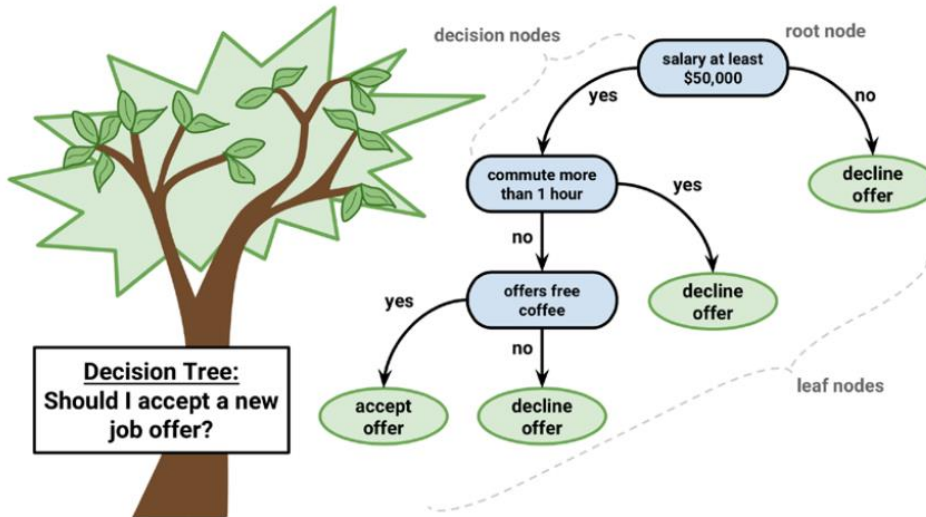 decision nodes
root node
salary at least
$50,000
yes
no
commute more
than 1 hour
yes
decline
offer
no
offers free
coffee
decline
offer
yes
no
Decision Tree:
Should I accept a new
job offer?
accept
offer
decline
offer
leaf nodes